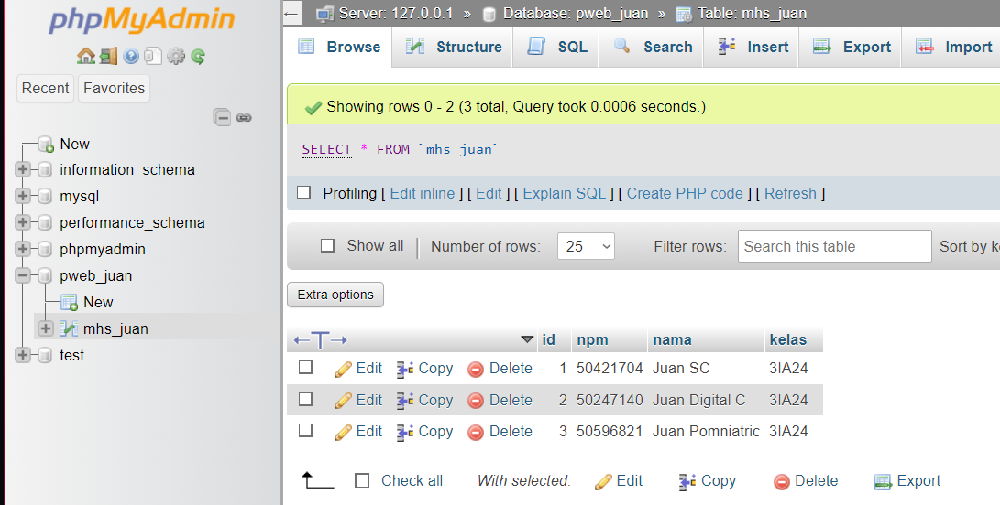 phpMyAdmin
Recent Favorites
New
information_schema
mysql
performance_schema
phpmyadmin
pweb_juan
New
mhs_juan
test
Server: 127.0.0.1 » Database: pweb_juan » Table: mhs_juan
Browse Structure SQL Search Insert Export Import
Showing rows 0 - 2 (3 total, Query took 0.0006 seconds.)
SELECT * FROM `mhs_juan`
Profiling [ Edit inline ] [ Edit ] [ Explain SQL ] [ Create PHP code ] [ Refresh ]
Show all Number of rows: 25 Filter rows: Search this table Sort by k
Extra options
id npm nama kelas
Edit Copy Delete 1 50421704 Juan SC 3IA24
Edit Copy Delete 2 50247140 Juan Digital C 3IA24
Edit Copy Delete 3 50596821 Juan Pomniatric 3IA24
Check all With selected: Edit Copy Delete Export